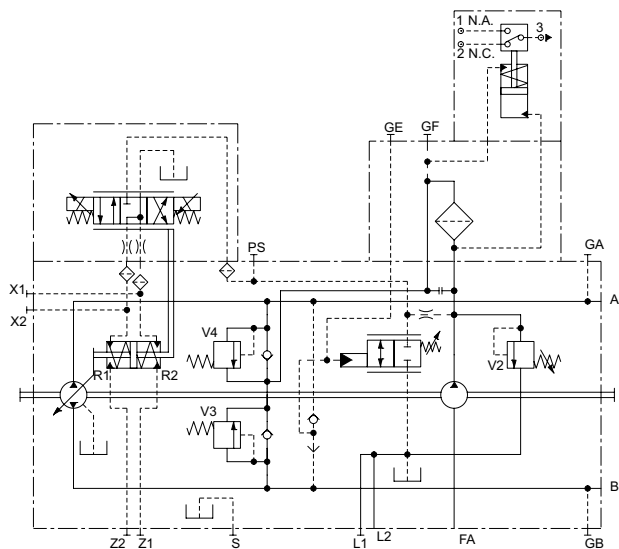 1 N.A.
3
2 N.C.
GE
GF
PS
GA
X1
A
X2
V4
V2
R1
R2
V3
B
Z2
Z1
S
L1
L2
FA
GB